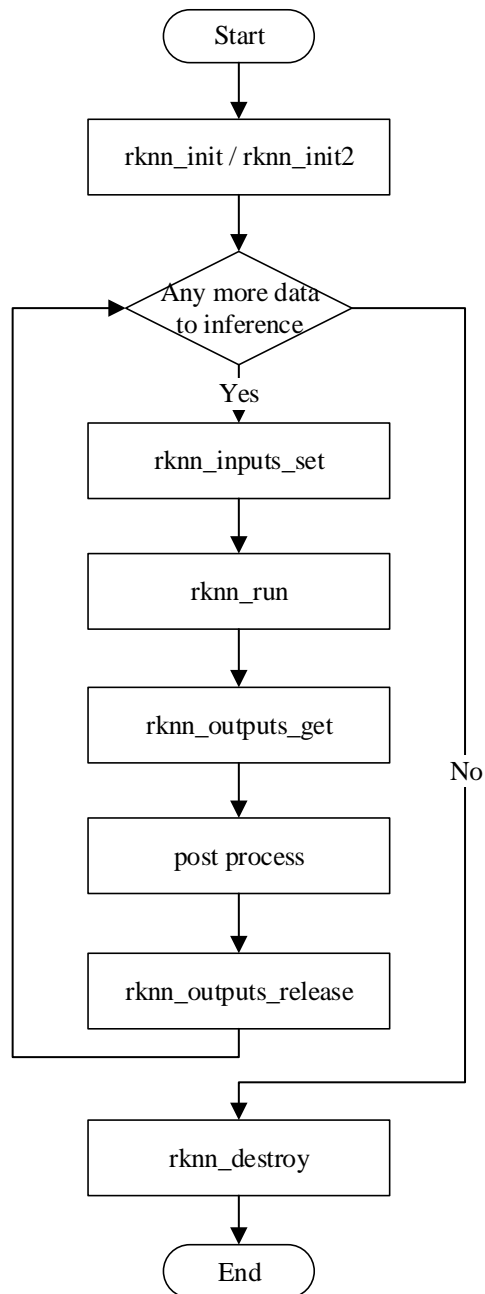 Start
rknn_init / rknn_init2
Any more data
to inference
Yes
rknn_inputs_set
rknn_run
rknn_outputs_get
No
post process
rknn_outputs_release
rknn_destroy
End